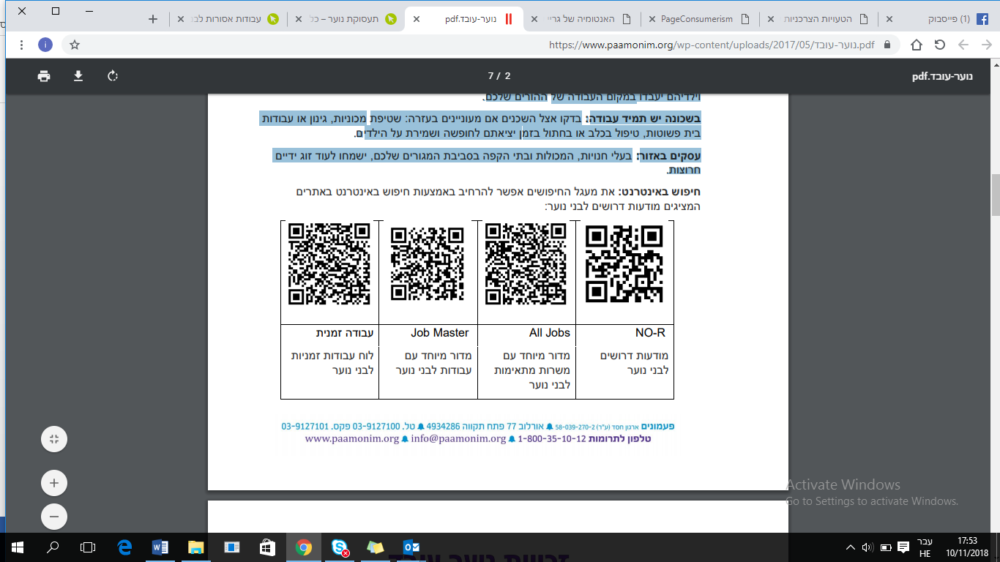 (1) פייסבוק
הטעויות הצרכניות
PageConsumerism
האנטומיה של גריי
נוער-עובד.pdf
תעסוקת נוער – כל
עבודות אסורות לבנ
https://www.paamonim.org/wp-content/uploads/2017/05/נוער-עובד.pdf
i
נוער-עובד.pdf
7 / 2
וילדיהם יעבדו במקום העבודה של ההורים שלכם.
בשכונה יש תמיד עבודה: בדקו אצל השכנים אם מעוניינים בעזרה: שטיפת מכוניות, גינון או עבודות
בית פשוטות, טיפול בכלב או בחתול בזמן יציאתם לחופשה ושמירת על הילדים.
עסקים באזור: בעלי חנויות, המכולות ובתי הקפה בסביבת המגורים שלכם, ישמחו לעוד זוג ידיים
חרוצות.
חיפוש באינטרנט: את מעגל החיפושים אפשר להרחיב באמצעות חיפוש באינטרנט באתרים
המציגים מודעות דרושים לבני נוער:
NO-R
מודעות דרושים
לבני נוער
All Jobs
מדור מיוחד עם
משרות מתאימות
לבני נוער
Job Master
מדור מיוחד עם
עבודות לבני נוער
עבודה זמנית
לוח עבודות זמניות
לבני נוער
פעמונים ארגון חסד (ע"ר) 58-039-270-2 אורלוב 77 פתח תקווה 4934286 טל. 03-9127100 פקס. 03-9127101
טלפון לתרומות 1-800-35-10-12 info@paamonim.org www.paamonim.org
Activate Windows
Go to Settings to activate Windows.
זכויות נוער עובד
עבר
HE
17:53
10/11/2018